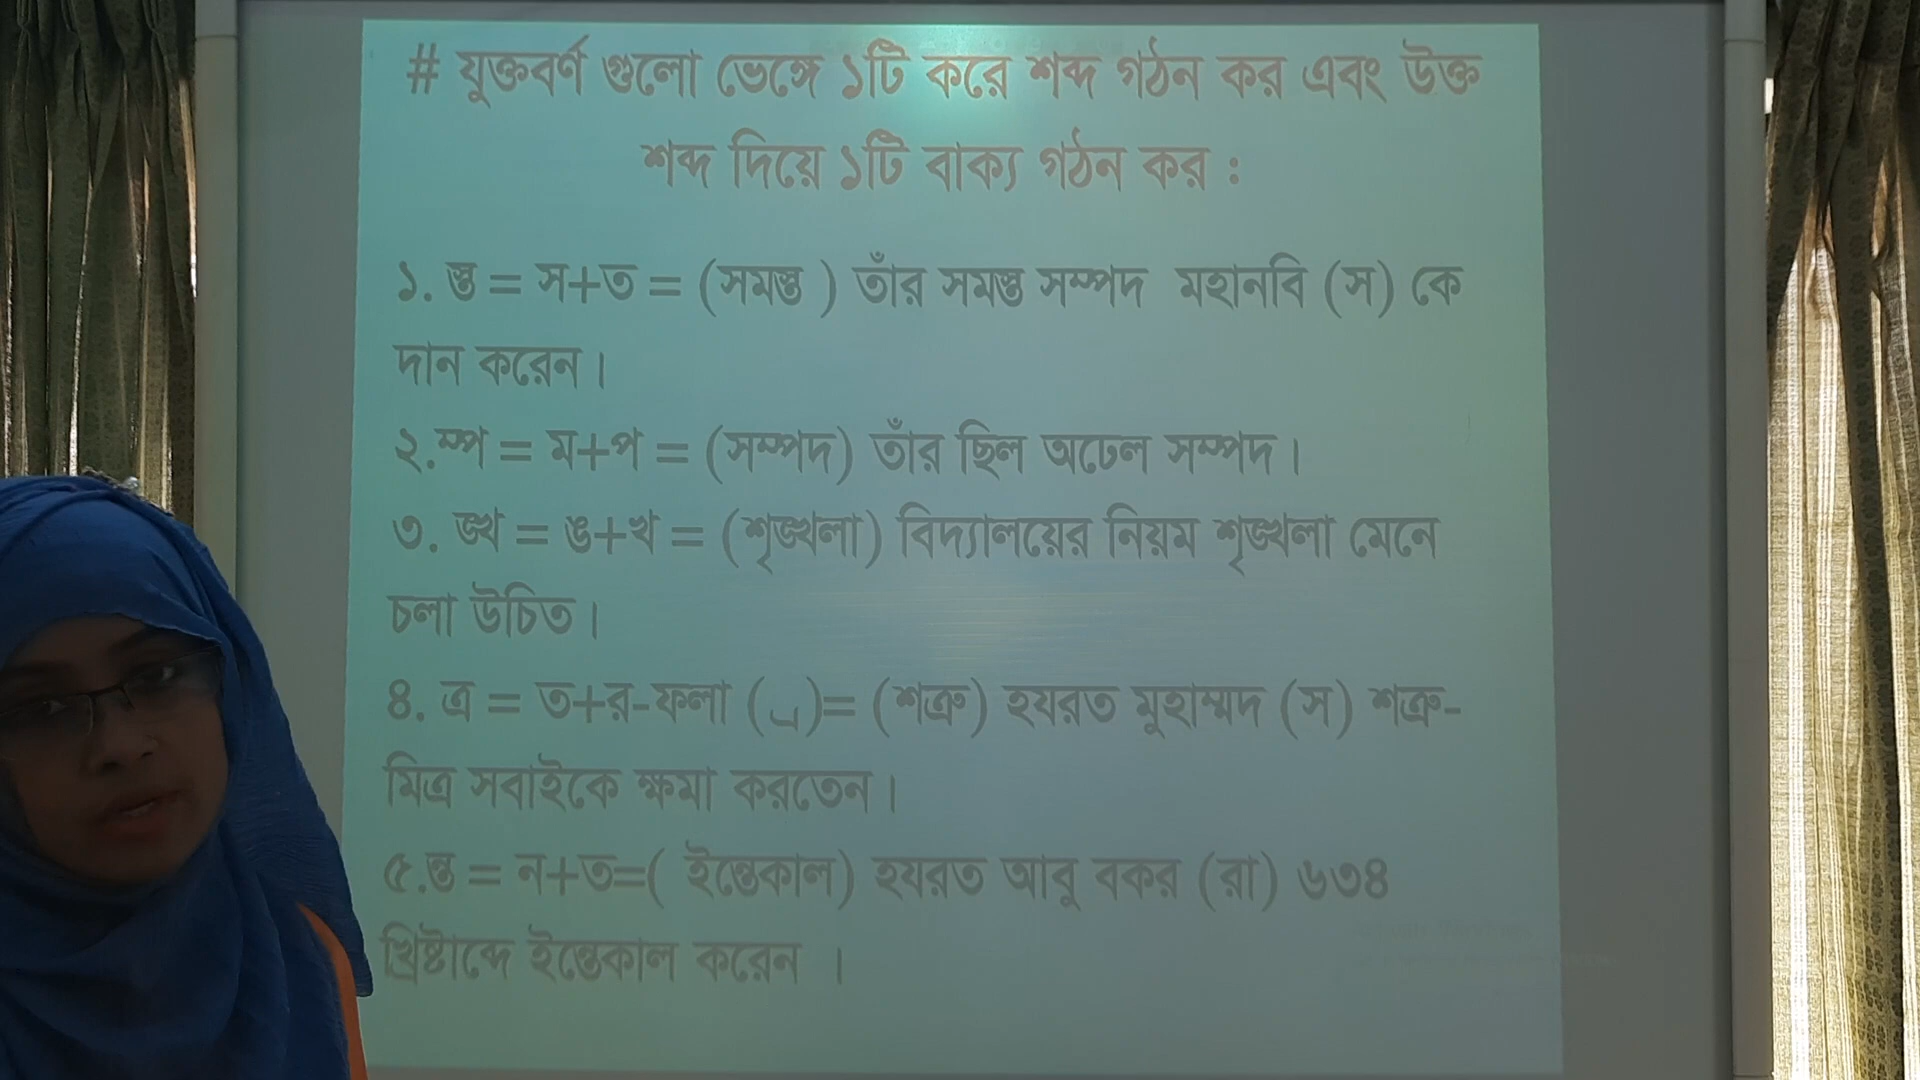 # যুক্তবর্ণ গুলো ভেঙ্গে ১টি করে শব্দ গঠন কর এবং উক্ত
শব্দ দিয়ে ১টি বাক্য গঠন কর :
১. স্ত = স+ত = (সমস্ত ) তাঁর সমস্ত সম্পদ মহানবি (স) কে
দান করেন।
২.ম্প = ম+প = (সম্পদ) তাঁর ছিল অঢেল সম্পদ।
৩. ঙ্খ = ঙ+খ = (শৃঙ্খলা) বিদ্যালয়ের নিয়ম শৃঙ্খলা মেনে
চলা উচিত।
৪. ত্র = ত+র-ফলা (্র)= (শত্রু) হযরত মুহাম্মদ (স) শত্রু-
মিত্র সবাইকে ক্ষমা করতেন।
৫.ন্ত = ন+ত=( ইন্তেকাল) হযরত আবু বকর (রা) ৬৩৪
খ্রিষ্টাব্দে ইন্তেকাল করেন ।